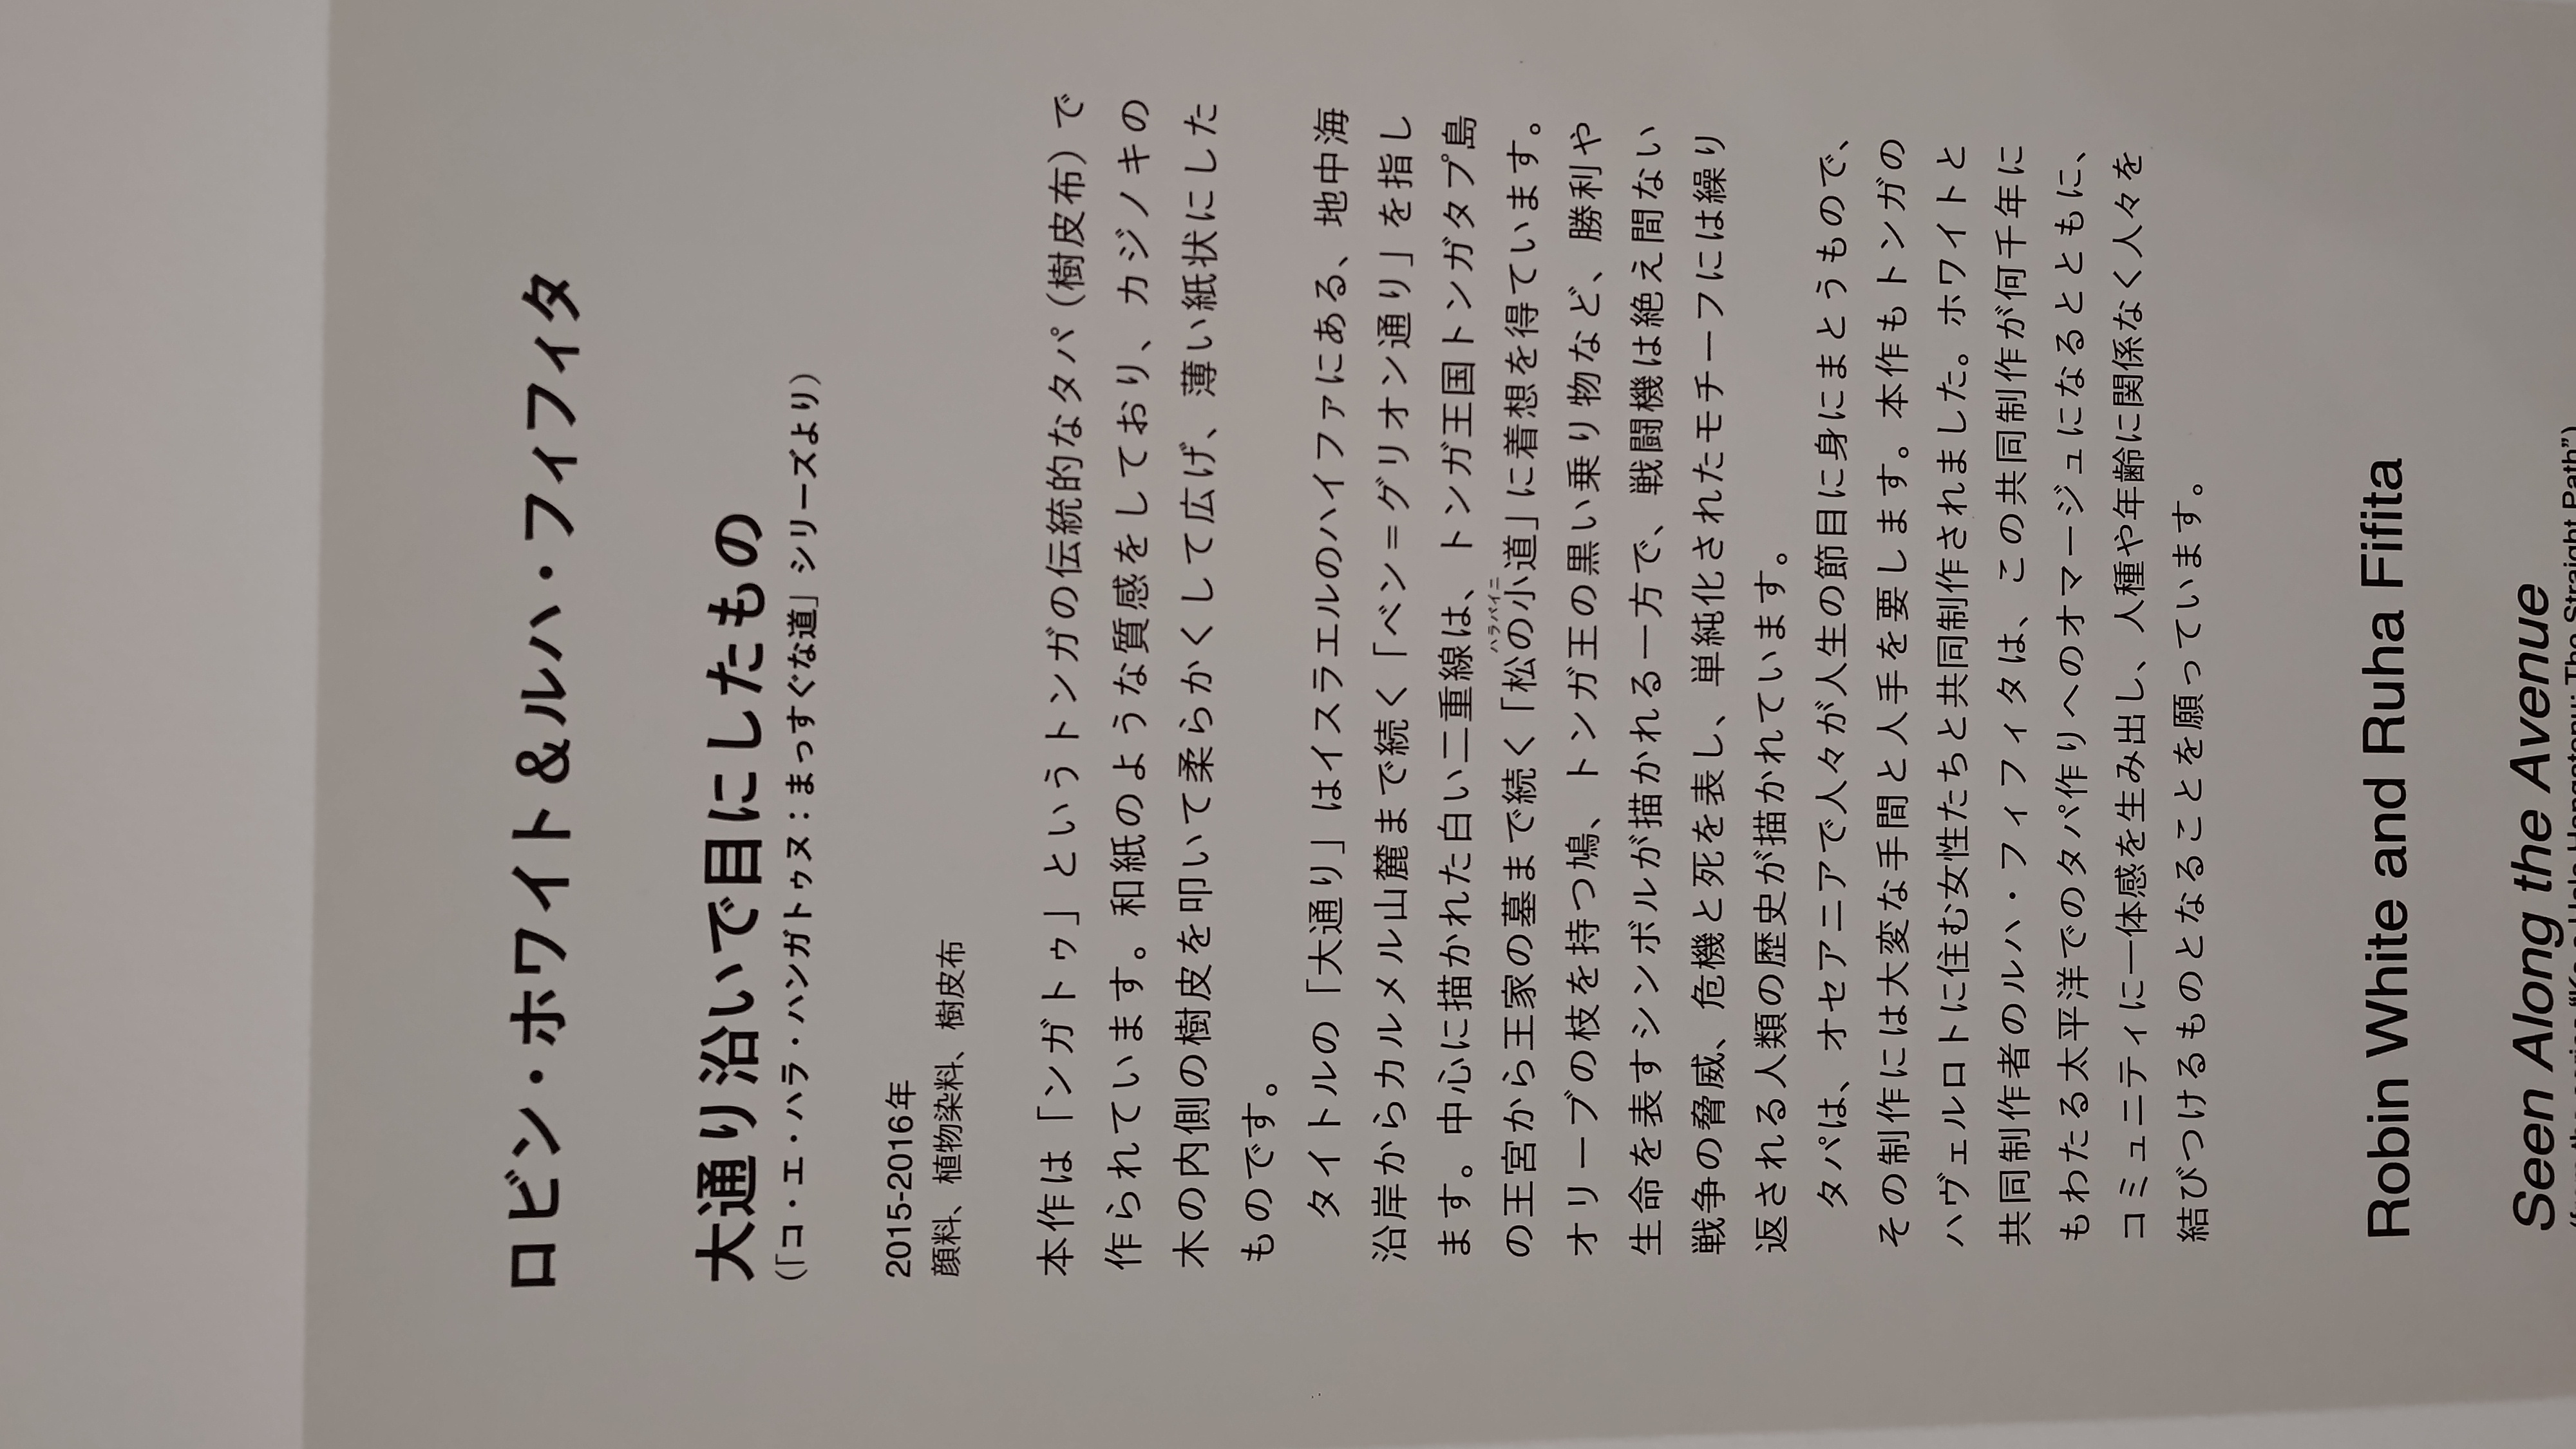 ロビン・ホワイト＆ルハ・フィフィタ
大通り沿いで目にしたもの
（「コ・エ・ハラ・ハンガトゥヌ：まっすぐな道」シリーズより）
2015-2016年
顔料、植物染料、樹皮布
本作は「ンガトゥ」というトンガの伝統的なタパ（樹皮布）で
作られています。和紙のような質感をしており、カジノキの
木の内側の樹皮を叩いて柔らかくして広げ、薄い紙状にした
ものです。
タイトルの「大通り」はイスラエルのハイファにある、地中海
沿岸からカルメル山麓まで続く「ベン＝グリオン通り」を指し
ます。中心に描かれた白い二重線は、トンガ王国トンガタプ島
ハラパイニ
の王宮から王家の墓まで続く「松の小道」に着想を得ています。
オリーブの枝を持つ鳩、トンガ王の黒い乗り物など、勝利や
生命を表すシンボルが描かれる一方で、戦闘機は絶え間ない
戦争の脅威、危機と死を表し、単純化されたモチーフには繰り
返される人類の歴史が描かれています。
タパは、オセアニアで人々が人生の節目に身にまとうもので、
その制作には大変な手間と人手を要します。本作もトンガの
ハヴェルロトに住む女性たちと共同制作されました。ホワイトと
共同制作者のルハ・フィフィタは、この共同制作が何千年に
もわたる太平洋でのタパ作りへのオマージュになるとともに、
コミュニティに一体感を生み出し、人種や年齢に関係なく人々を
結びつけるものとなることを願っています。
Robin White and Ruha Fifita
Seen Along the Avenue
(from the series “Ko e Hala Hangatonu: The Straight Path”)